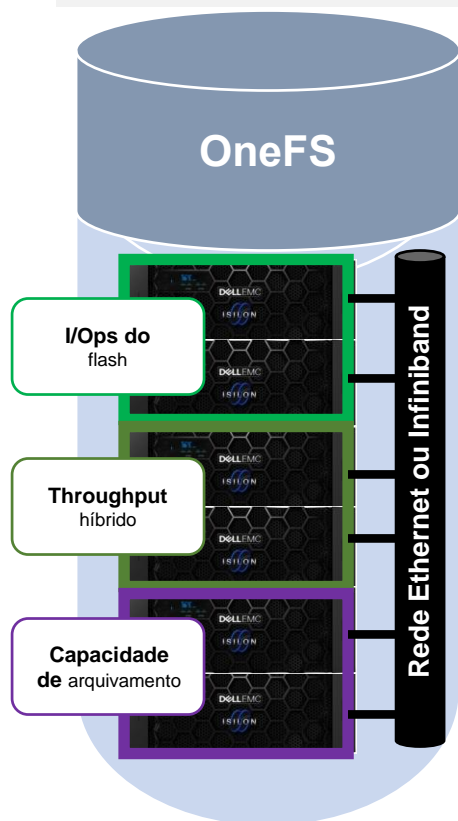 OneFS
I/Ops do
flash
DELLEMC
ISILON
DELLEMC
ISILON
Throughput
híbrido
DELLEMC
ISILON
DELLEMC
ISILON
Capacidade
de arquivamento
DELLEMC
ISILON
DELLEMC
ISILON
Rede Ethernet ou Infiniband